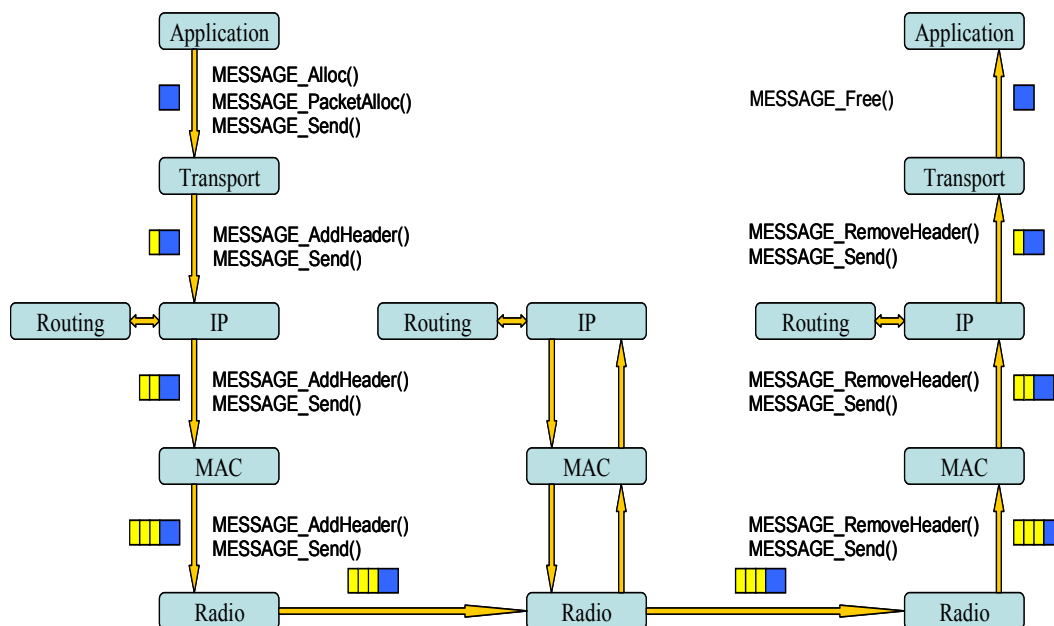 Application
MESSAGE_Alloc()
MESSAGE_PacketAlloc()
MESSAGE_Send()
Transport
MESSAGE_AddHeader()
MESSAGE_Send()
Routing
IP
MESSAGE_AddHeader()
MESSAGE_Send()
MAC
MESSAGE_AddHeader()
MESSAGE_Send()
Radio
Routing
IP
MAC
Radio
Application
MESSAGE_Free()
Transport
MESSAGE_RemoveHeader()
MESSAGE_Send()
Routing
IP
MESSAGE_RemoveHeader()
MESSAGE_Send()
MAC
MESSAGE_RemoveHeader()
MESSAGE_Send()
Radio